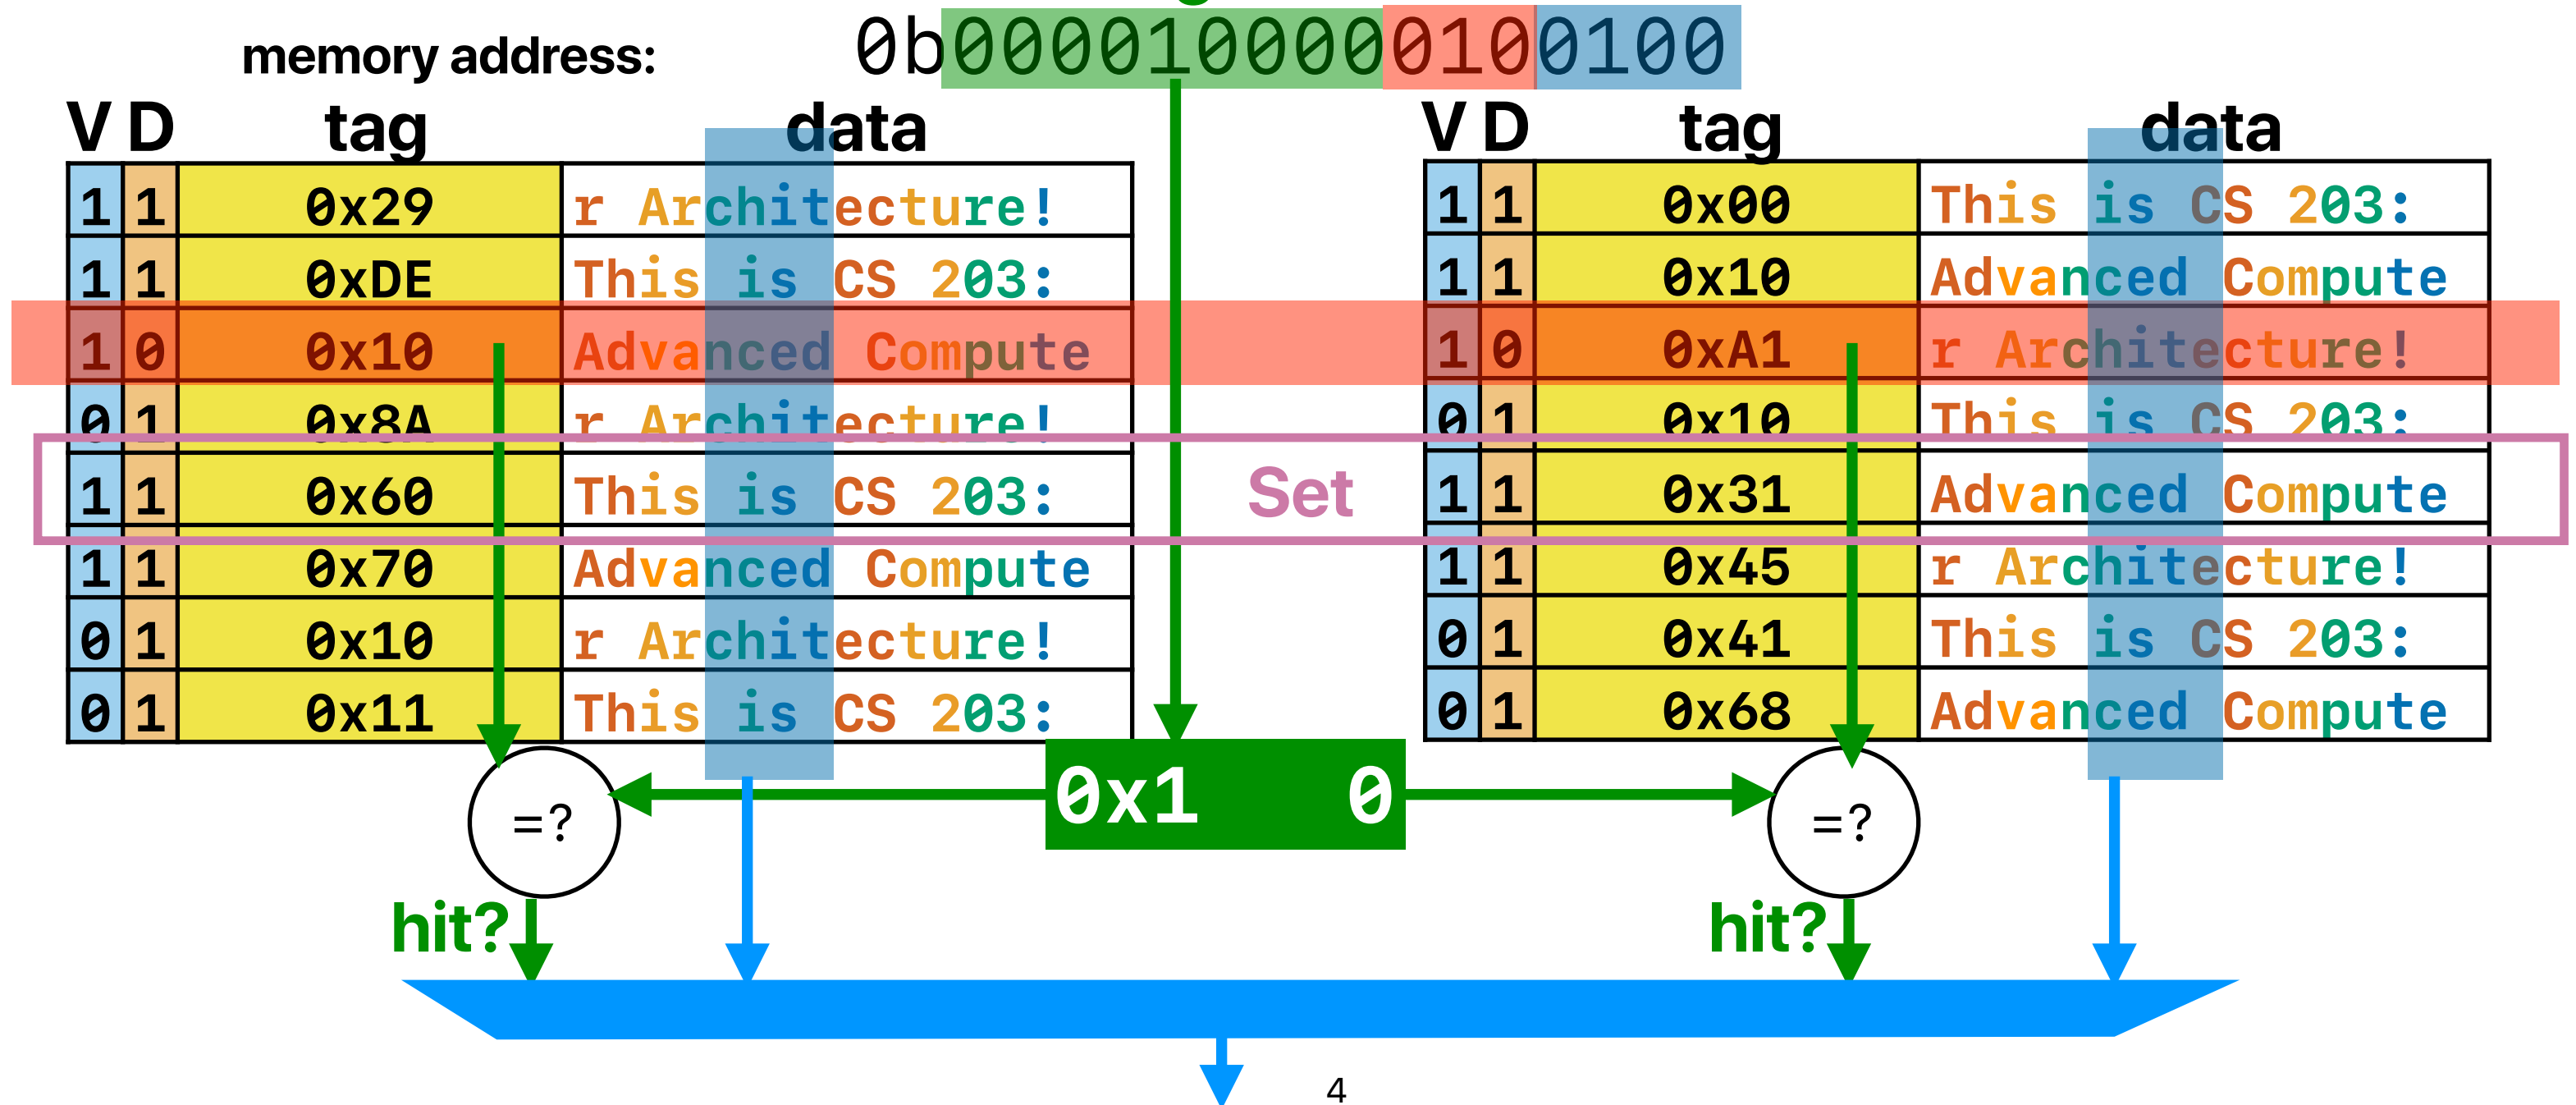 memory address: 0b0000100000100100
V D tag data V D tag data
1 1 0x29 r Architecture! 1 1 0x00 This is CS 203:
1 1 0xDE This is CS 203: 1 1 0x10 Advanced Compute
1 0 0x10 Advanced Compute 1 0 0xA1 r Architecture!
0 1 0x8A r Architecture! 0 1 0x10 This is CS 203:
1 1 0x60 This is CS 203: Set 1 1 0x31 Advanced Compute
1 1 0x70 Advanced Compute 1 1 0x45 r Architecture!
0 1 0x10 r Architecture! 0 1 0x41 This is CS 203:
0 1 0x11 This is CS 203: 0 1 0x68 Advanced Compute
=? 0x1 0 =?
hit? hit?
4